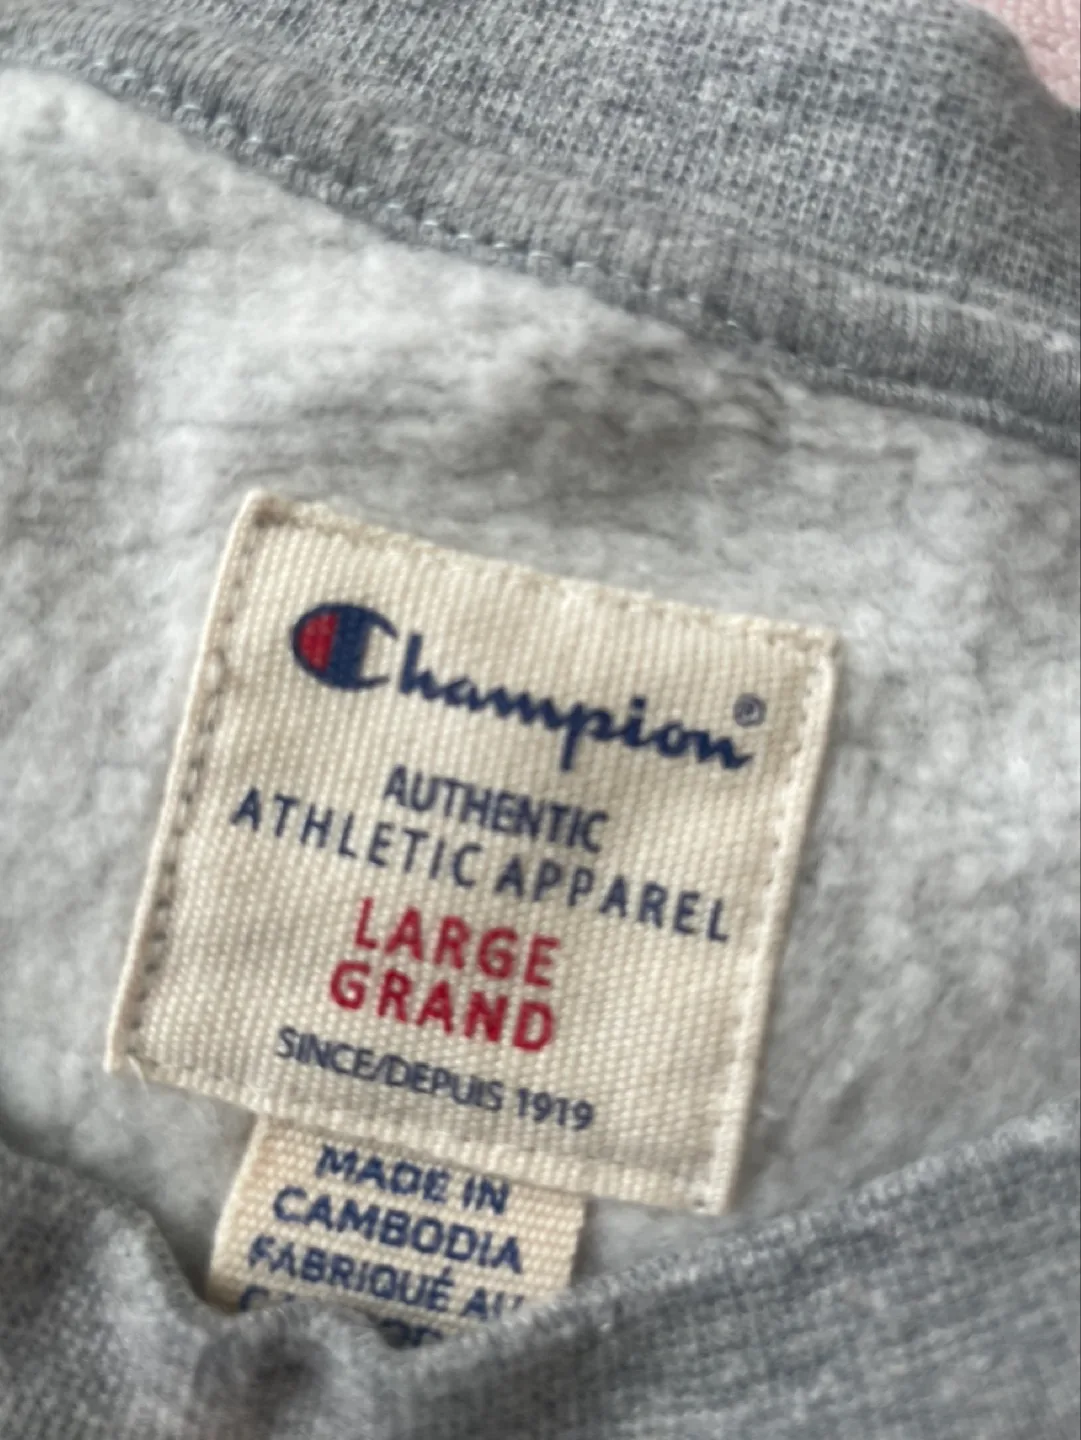 Champion®
AUTHENTIC
ATHLETIC APPAREL
LARGE
GRAND
SINCE/DEPUIS 1919
MADE IN
CAMBODIA
FABRIQUÉ AU